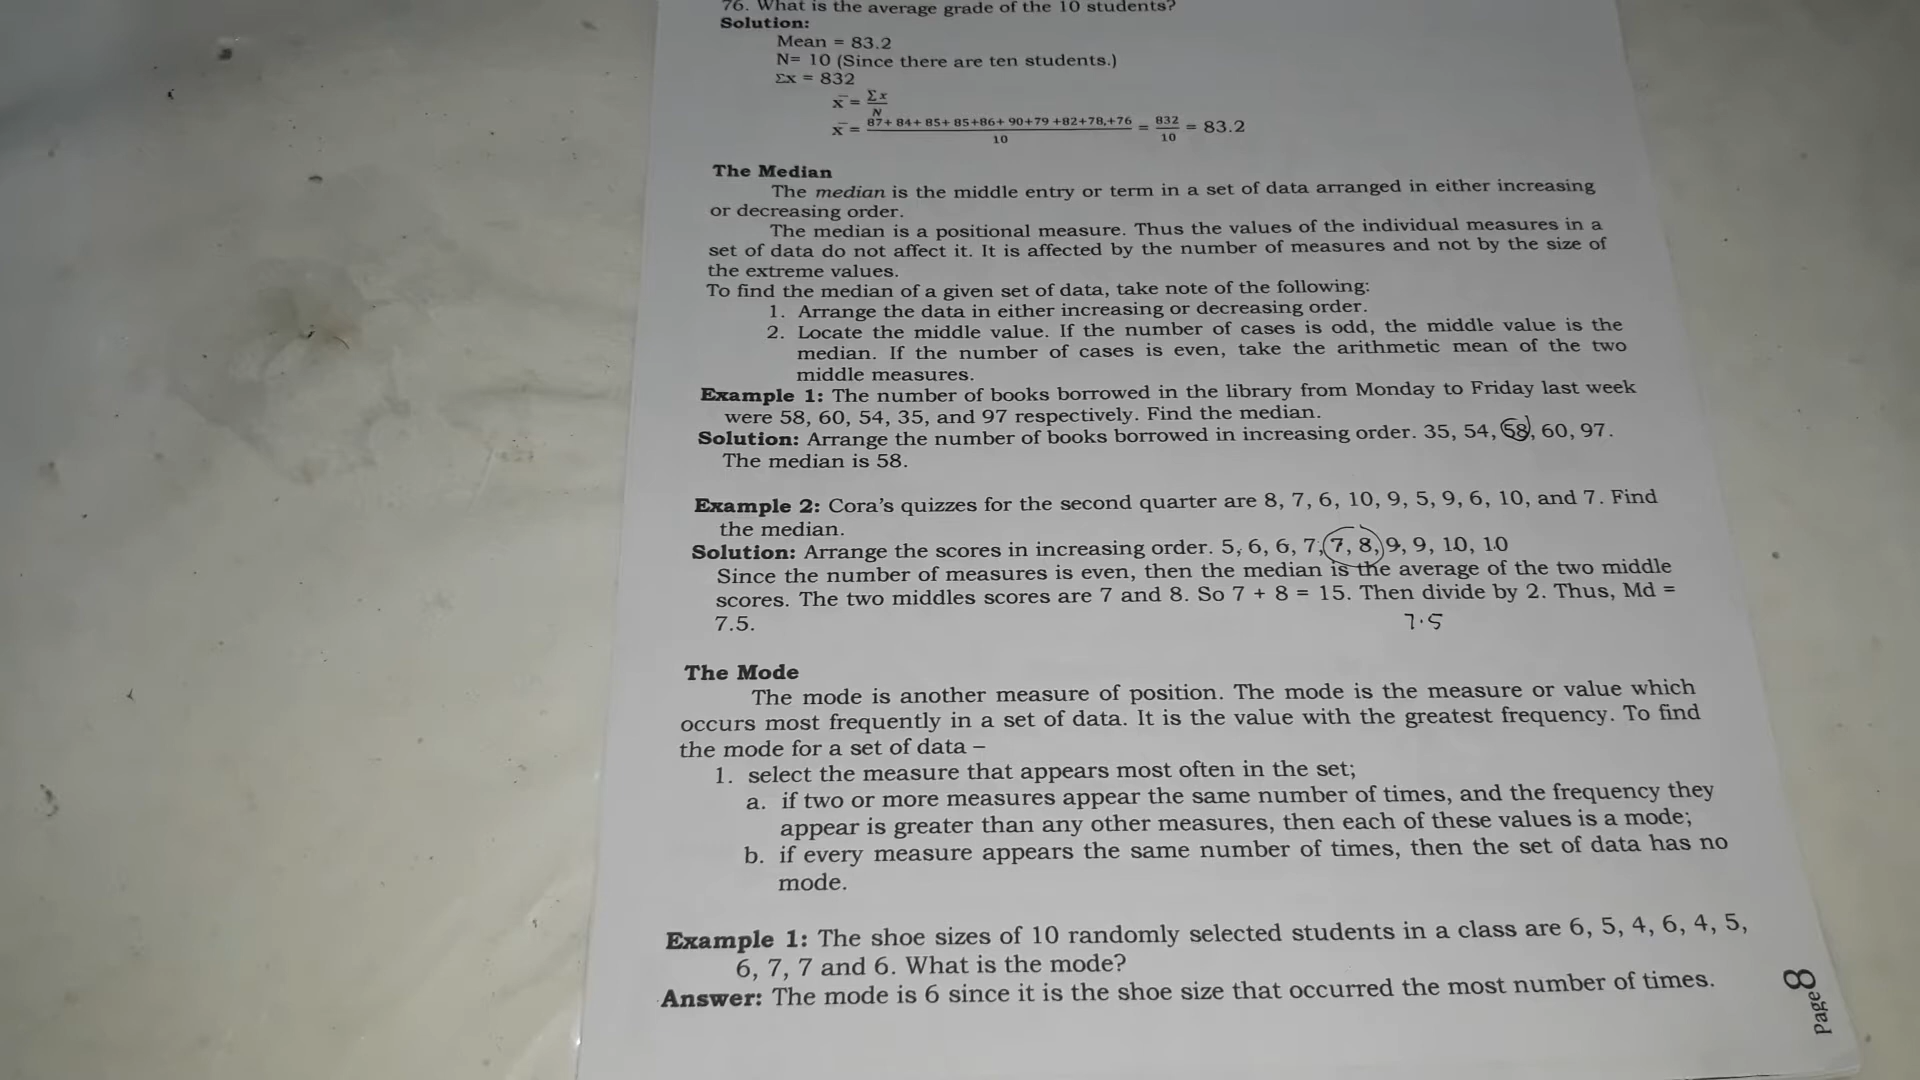 76. What is the average grade of the 10 students?
Solution:
Mean = 83.2
N= 10 (Since there are ten students.)
Σx = 832
x̄ = Σx / N
x̄ = 87+ 84+ 85+ 85+86+ 90+79 +82+78,+76 / 10 = 832 / 10 = 83.2
The Median
The median is the middle entry or term in a set of data arranged in either increasing
or decreasing order.
The median is a positional measure. Thus the values of the individual measures in a
set of data do not affect it. It is affected by the number of measures and not by the size of
the extreme values.
To find the median of a given set of data, take note of the following:
1. Arrange the data in either increasing or decreasing order.
2. Locate the middle value. If the number of cases is odd, the middle value is the
median. If the number of cases is even, take the arithmetic mean of the two
middle measures.
Example 1: The number of books borrowed in the library from Monday to Friday last week
were 58, 60, 54, 35, and 97 respectively. Find the median.
Solution: Arrange the number of books borrowed in increasing order. 35, 54, 58, 60, 97.
The median is 58.
Example 2: Cora's quizzes for the second quarter are 8, 7, 6, 10, 9, 5, 9, 6, 10, and 7. Find
the median.
Solution: Arrange the scores in increasing order. 5, 6, 6, 7, 7, 8, 9, 9, 10, 10
Since the number of measures is even, then the median is the average of the two middle
scores. The two middles scores are 7 and 8. So 7 + 8 = 15. Then divide by 2. Thus, Md =
7.5.
7.5
The Mode
The mode is another measure of position. The mode is the measure or value which
occurs most frequently in a set of data. It is the value with the greatest frequency. To find
the mode for a set of data –
1. select the measure that appears most often in the set;
a. if two or more measures appear the same number of times, and the frequency they
appear is greater than any other measures, then each of these values is a mode;
b. if every measure appears the same number of times, then the set of data has no
mode.
Example 1: The shoe sizes of 10 randomly selected students in a class are 6, 5, 4, 6, 4, 5,
6, 7, 7 and 6. What is the mode?
Answer: The mode is 6 since it is the shoe size that occurred the most number of times.
Page 8